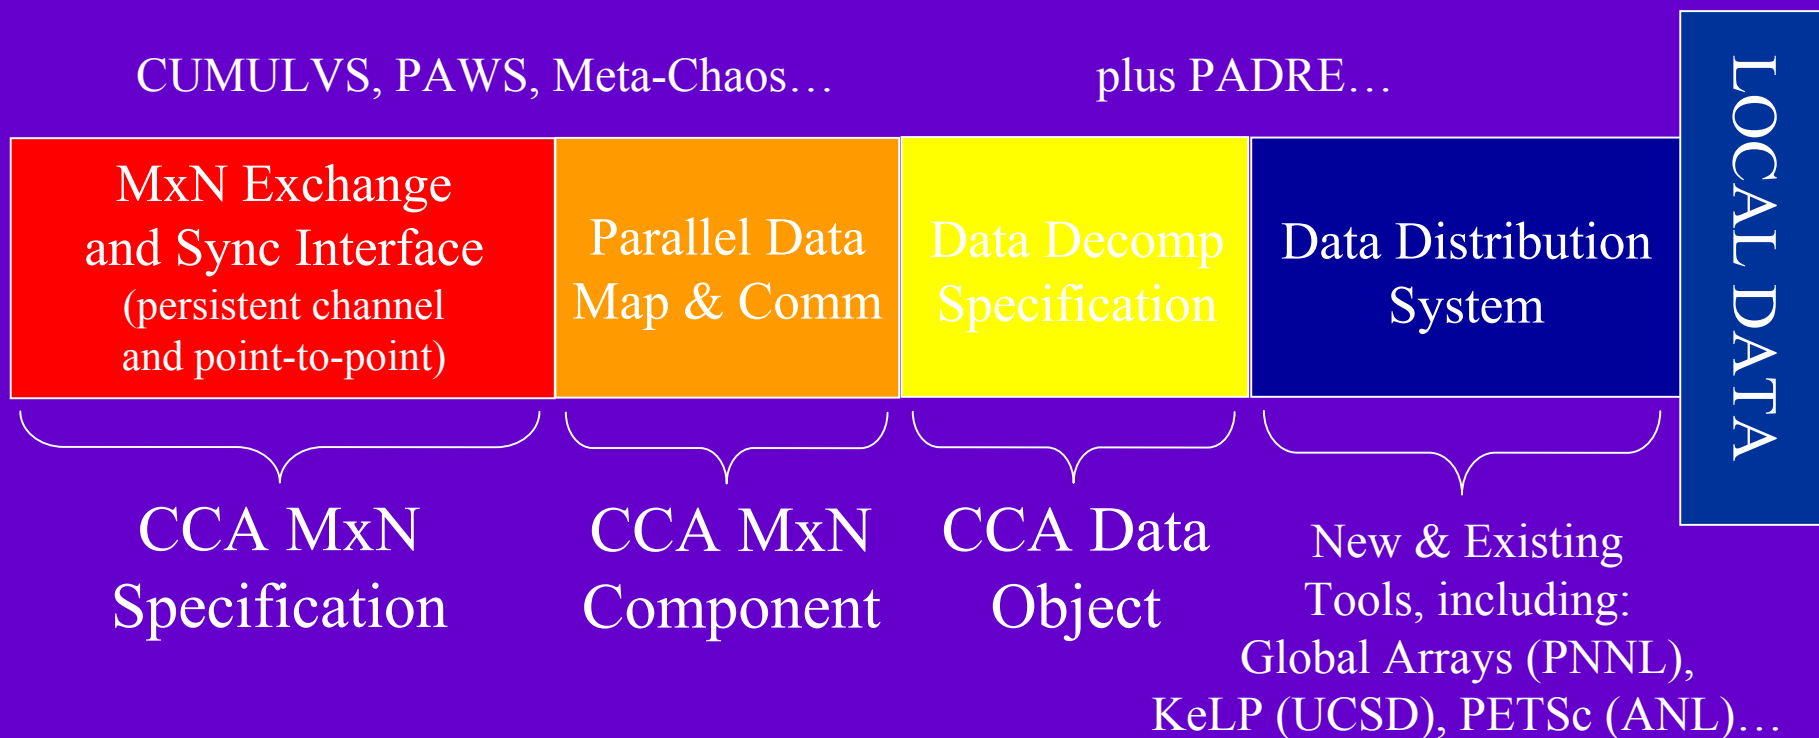 CUMULVS, PAWS, Meta-Chaos…
plus PADRE…
MxN Exchange
and Sync Interface
(persistent channel
and point-to-point)
Parallel Data
Map & Comm
Data Decomp
Specification
Data Distribution
System
LOCAL DATA
CCA MxN
Specification
CCA MxN
Component
CCA Data
Object
New & Existing
Tools, including:
Global Arrays (PNNL),
KeLP (UCSD), PETSc (ANL)…